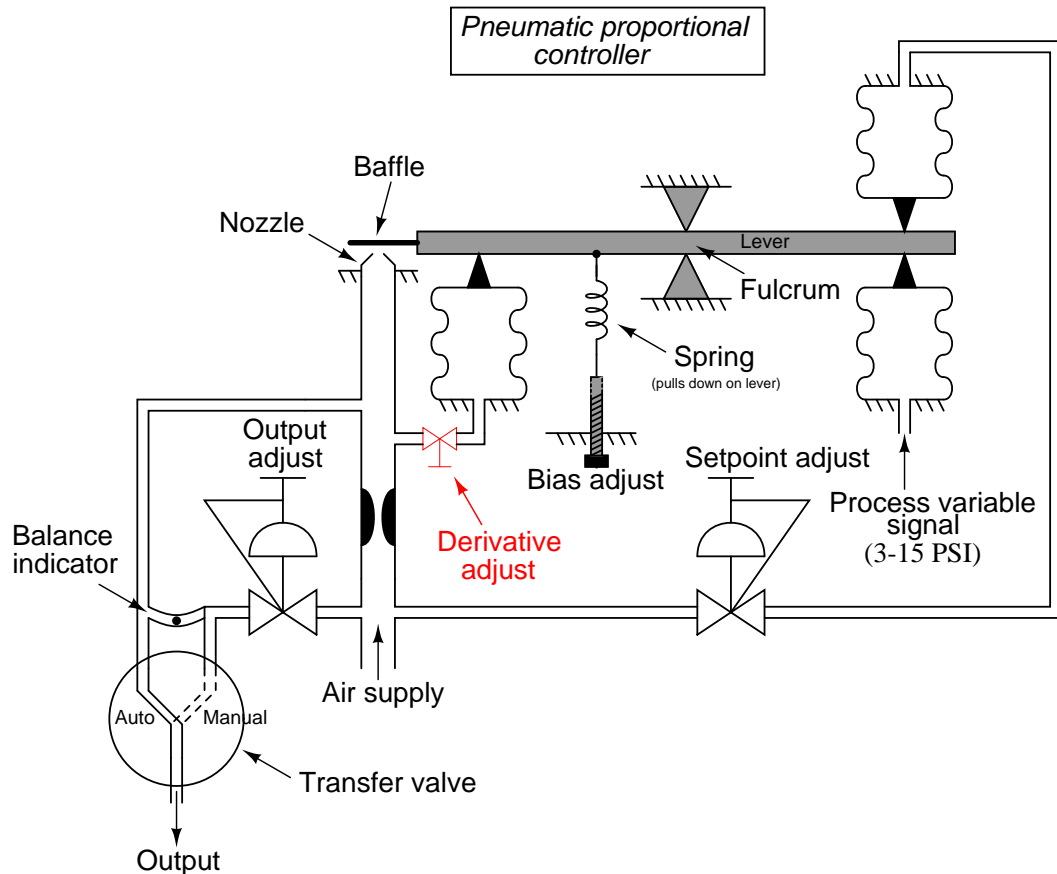 Pneumatic proportional
controller
Baffle
Nozzle
Lever
Fulcrum
Spring
(pulls down on lever)
Output
adjust
Bias adjust
Setpoint adjust
Process variable
signal
(3-15 PSI)
Balance
indicator
Derivative
adjust
Air supply
Auto
Manual
Transfer valve
Output